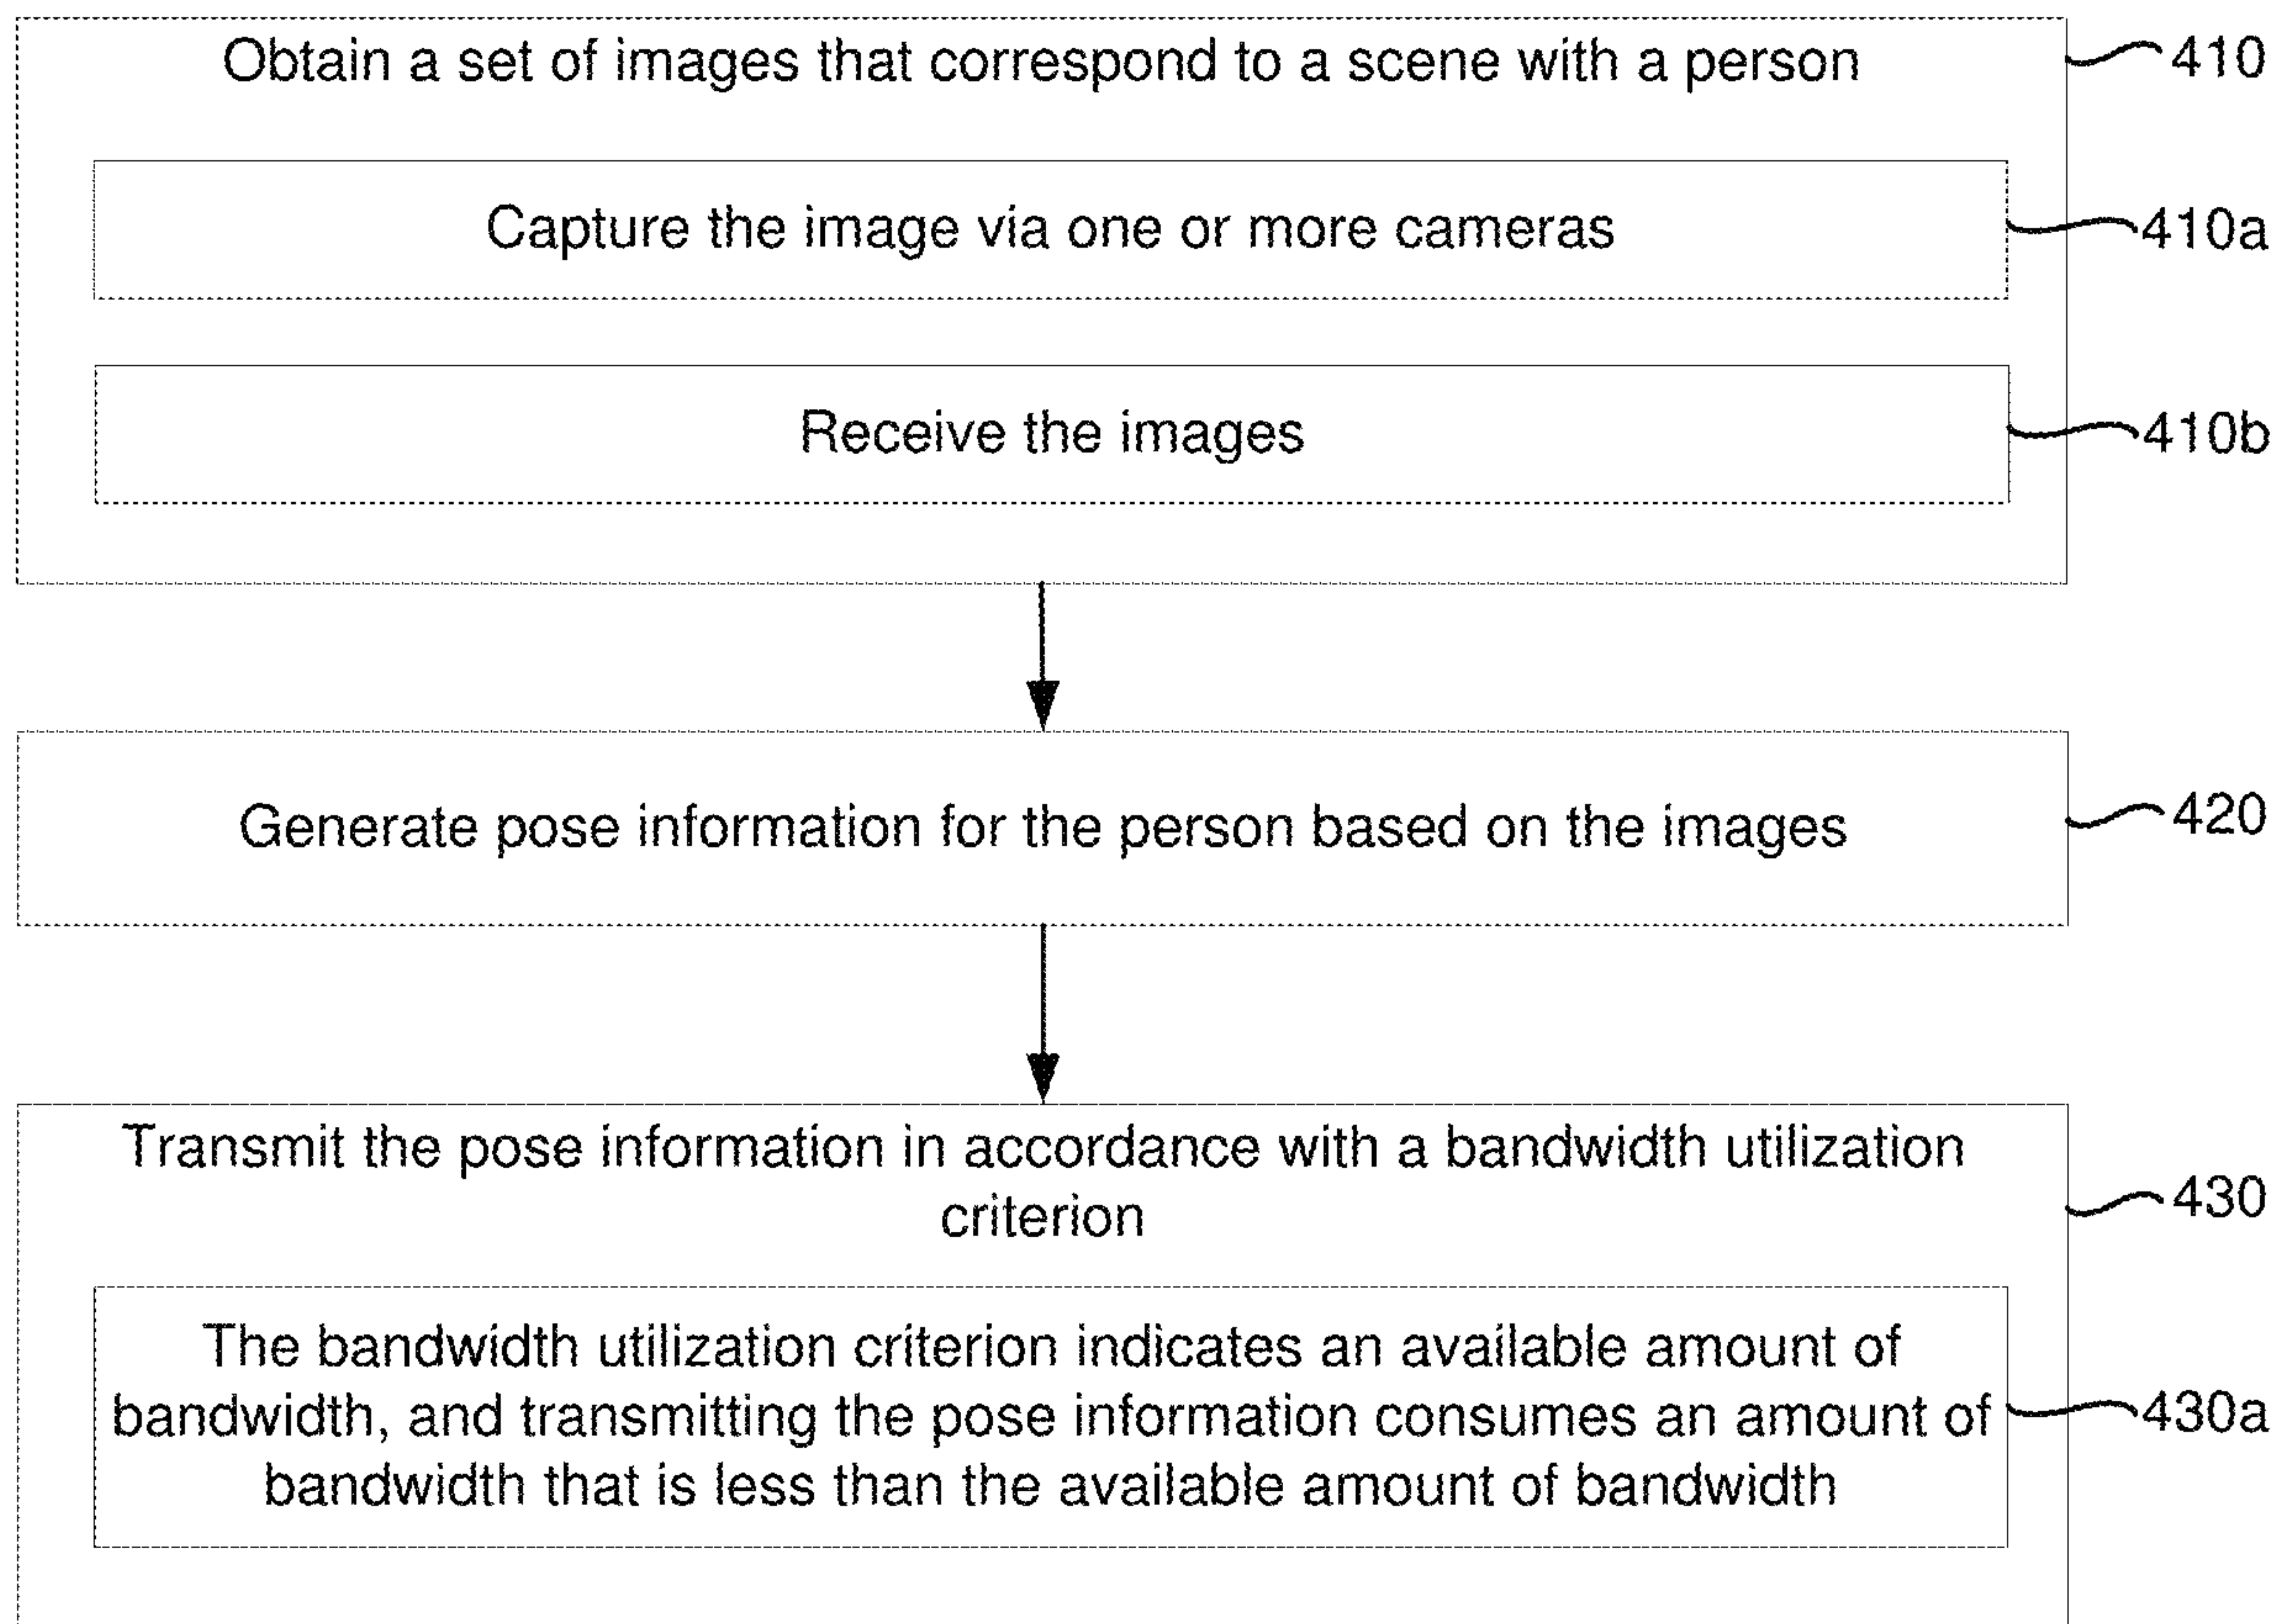 Obtain a set of images that correspond to a scene with a person
410
Capture the image via one or more cameras
410a
Receive the images
410b
Generate pose information for the person based on the images
420
Transmit the pose information in accordance with a bandwidth utilization
criterion
430
The bandwidth utilization criterion indicates an available amount of
bandwidth, and transmitting the pose information consumes an amount of
bandwidth that is less than the available amount of bandwidth
430a